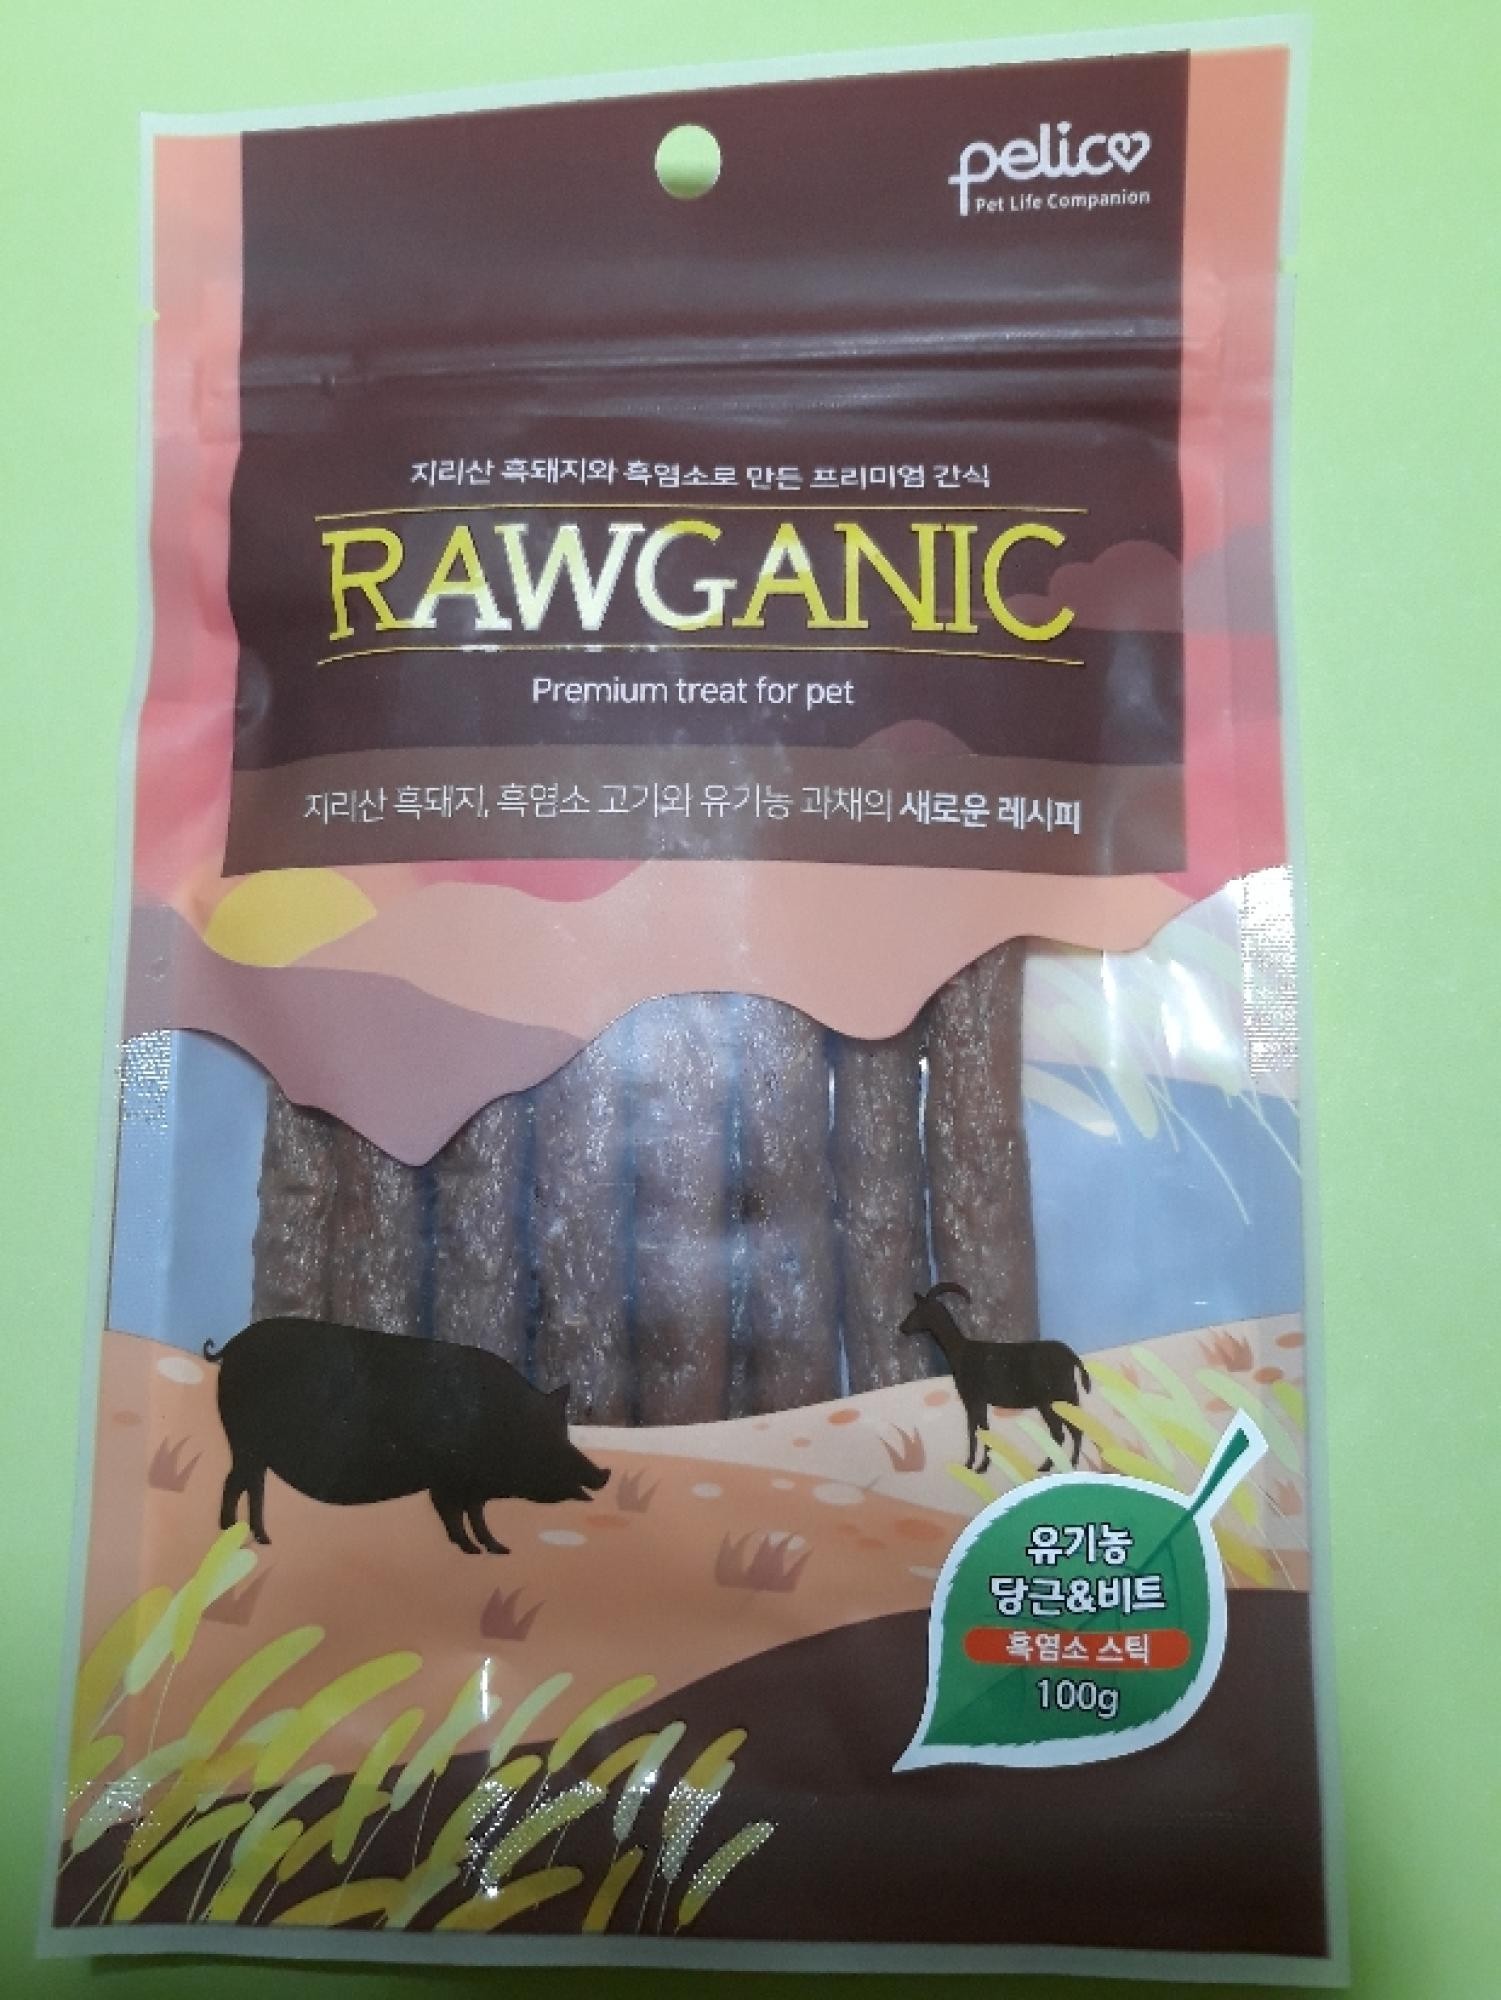 pelico
Pet Life Companion
지리산 흑돼지와 흑염소로 만든 프리미엄 간식
RAWGANIC
Premium treat for pet
지리산 흑돼지, 흑염소 고기와 유기농 과채의 새로운 레시피
유기농
당근&비트
흑염소 스틱
100g